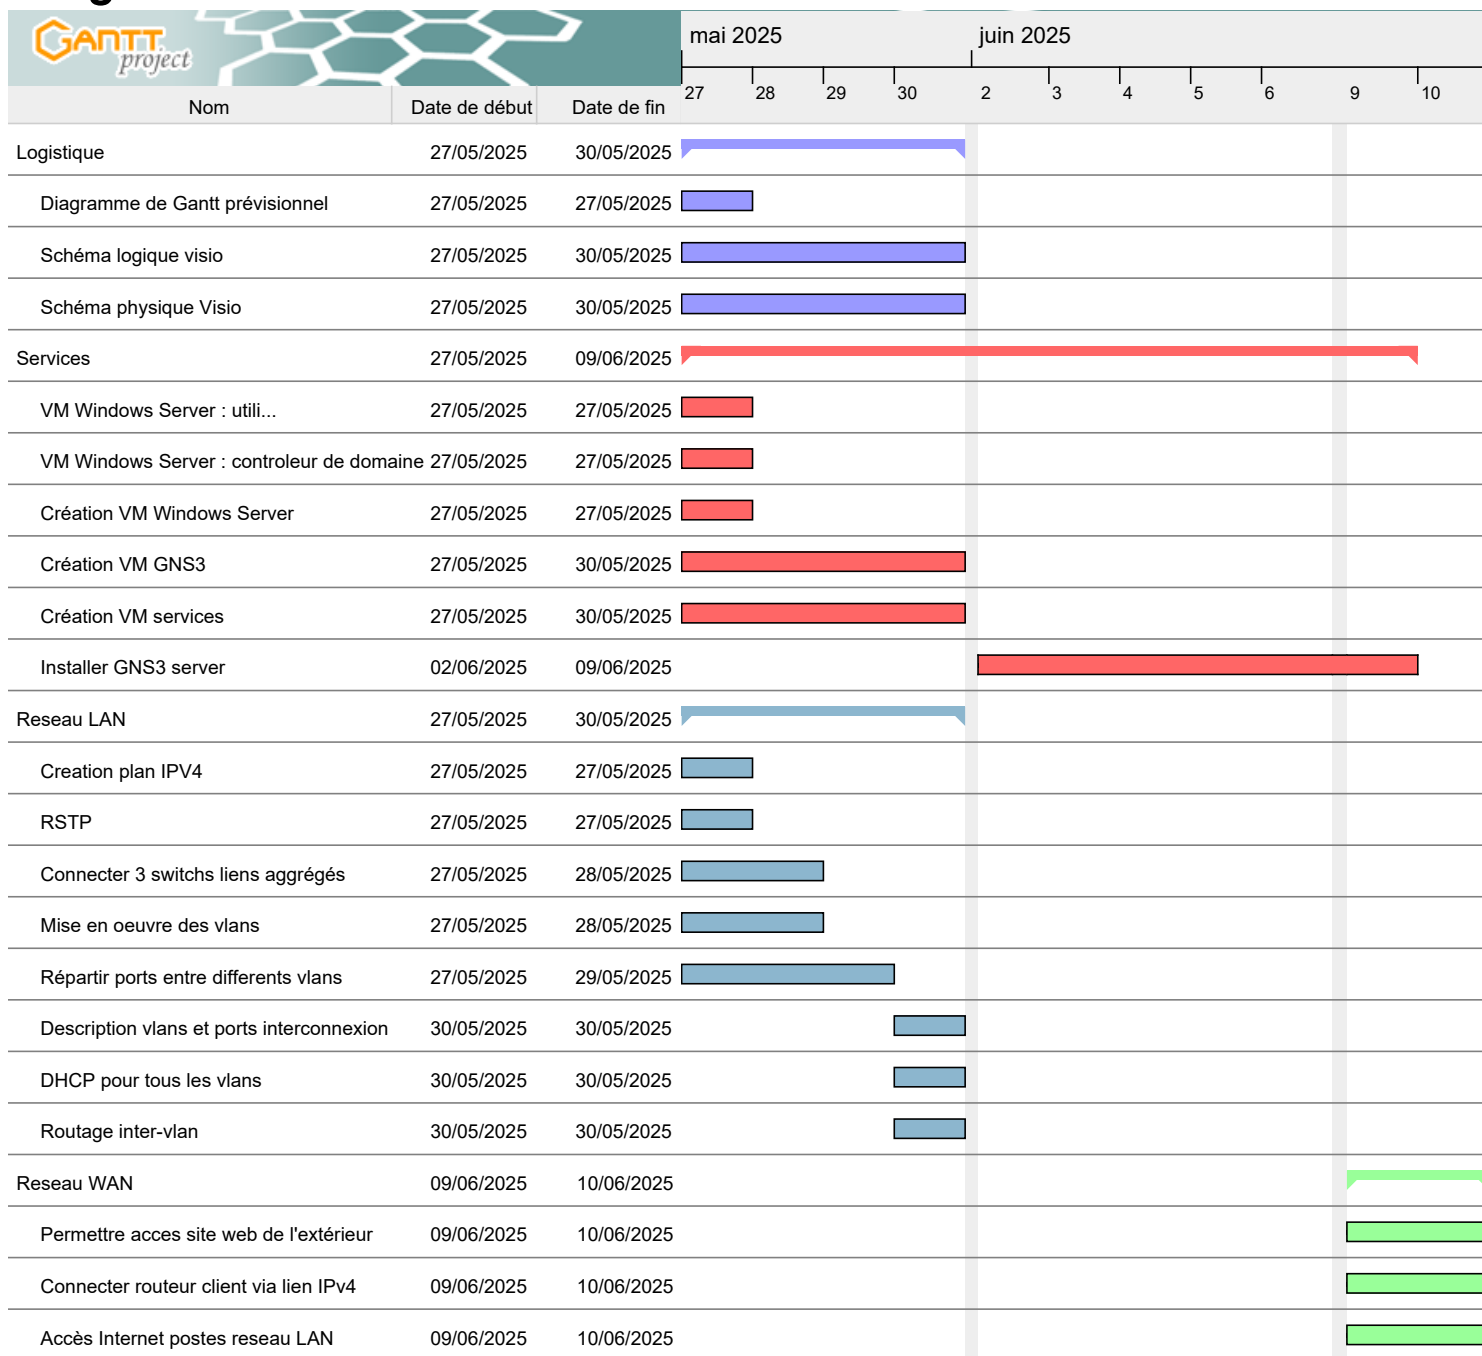 GANTT
project
mai 2025 juin 2025
27 28 29 30 2 3 4 5 6 9 10
Nom Date de début Date de fin
Logistique 27/05/2025 30/05/2025
Diagramme de Gantt prévisionnel 27/05/2025 27/05/2025
Schéma logique visio 27/05/2025 30/05/2025
Schéma physique Visio 27/05/2025 30/05/2025
Services 27/05/2025 09/06/2025
VM Windows Server : utili... 27/05/2025 27/05/2025
VM Windows Server : controleur de domaine 27/05/2025 27/05/2025
Création VM Windows Server 27/05/2025 27/05/2025
Création VM GNS3 27/05/2025 30/05/2025
Création VM services 27/05/2025 30/05/2025
Installer GNS3 server 02/06/2025 09/06/2025
Reseau LAN 27/05/2025 30/05/2025
Creation plan IPV4 27/05/2025 27/05/2025
RSTP 27/05/2025 27/05/2025
Connecter 3 switchs liens aggrégés 27/05/2025 28/05/2025
Mise en oeuvre des vlans 27/05/2025 28/05/2025
Répartir ports entre differents vlans 27/05/2025 29/05/2025
Description vlans et ports interconnexion 30/05/2025 30/05/2025
DHCP pour tous les vlans 30/05/2025 30/05/2025
Routage inter-vlan 30/05/2025 30/05/2025
Reseau WAN 09/06/2025 10/06/2025
Permettre acces site web de l'extérieur 09/06/2025 10/06/2025
Connecter routeur client via lien IPv4 09/06/2025 10/06/2025
Accès Internet postes reseau LAN 09/06/2025 10/06/2025